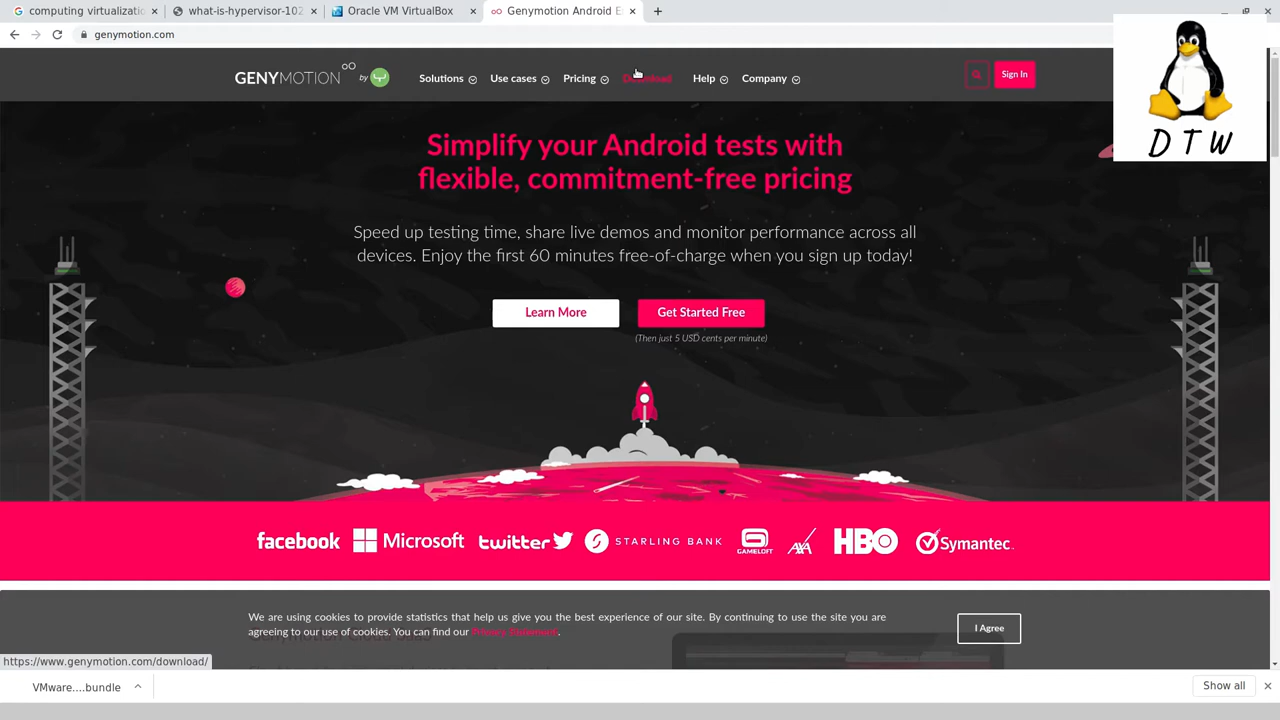 computing virtualizatio
what-is-hypervisor-102
Oracle VM VirtualBox
Genymotion Android E
genymotion.com
GENYMOTION by
Solutions
Use cases
Pricing
Download
Help
Company
Sign In
DTW
Simplify your Android tests with
flexible, commitment-free pricing
Speed up testing time, share live demos and monitor performance across all
devices. Enjoy the first 60 minutes free-of-charge when you sign up today!
Learn More
Get Started Free
(Then just 5 USD cents per minute)
facebook
Microsoft
twitter
STARLING BANK
GAMELOFT
AXA
HBO
Symantec.
We are using cookies to provide statistics that help us give you the best experience of our site. By continuing to use the site you are
agreeing to our use of cookies. You can find our Privacy Statement.
I Agree
https://www.genymotion.com/download/
VMware....bundle
Show all